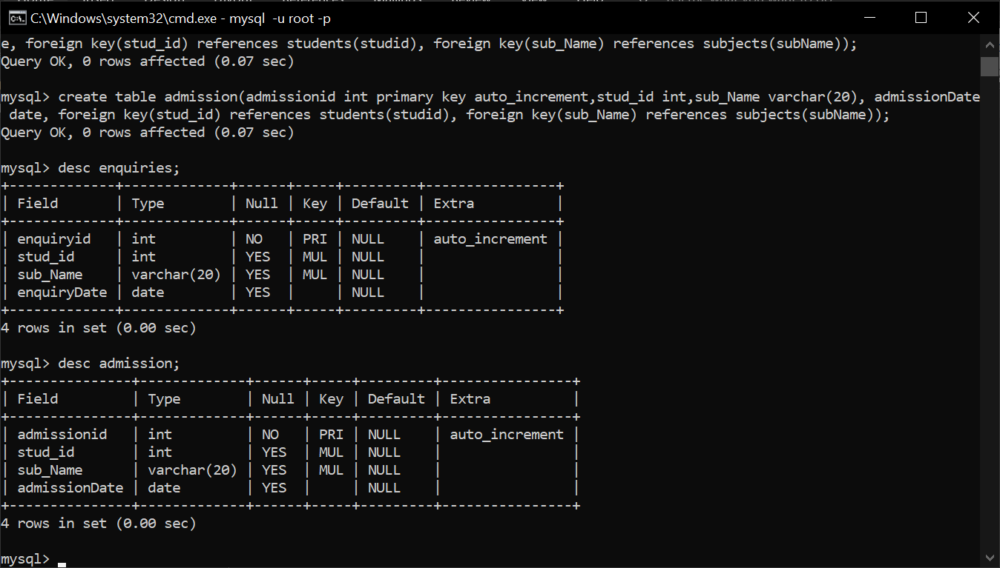 C:\Windows\system32\cmd.exe - mysql  -u root -p
e, foreign key(stud_id) references students(studid), foreign key(sub_Name) references subjects(subName));
Query OK, 0 rows affected (0.07 sec)
mysql> create table admission(admissionid int primary key auto_increment,stud_id int,sub_Name varchar(20), admissionDate
 date, foreign key(stud_id) references students(studid), foreign key(sub_Name) references subjects(subName));
Query OK, 0 rows affected (0.07 sec)
mysql> desc enquiries;
+-------------+-------------+------+-----+---------+----------------+
| Field       | Type        | Null | Key | Default | Extra          |
+-------------+-------------+------+-----+---------+----------------+
| enquiryid   | int         | NO   | PRI | NULL    | auto_increment |
| stud_id     | int         | YES  | MUL | NULL    |                |
| sub_Name    | varchar(20) | YES  | MUL | NULL    |                |
| enquiryDate | date        | YES  |     | NULL    |                |
+-------------+-------------+------+-----+---------+----------------+
4 rows in set (0.00 sec)
mysql> desc admission;
+---------------+-------------+------+-----+---------+----------------+
| Field         | Type        | Null | Key | Default | Extra          |
+---------------+-------------+------+-----+---------+----------------+
| admissionid   | int         | NO   | PRI | NULL    | auto_increment |
| stud_id       | int         | YES  | MUL | NULL    |                |
| sub_Name      | varchar(20) | YES  | MUL | NULL    |                |
| admissionDate | date        | YES  |     | NULL    |                |
+---------------+-------------+------+-----+---------+----------------+
4 rows in set (0.00 sec)
mysql>